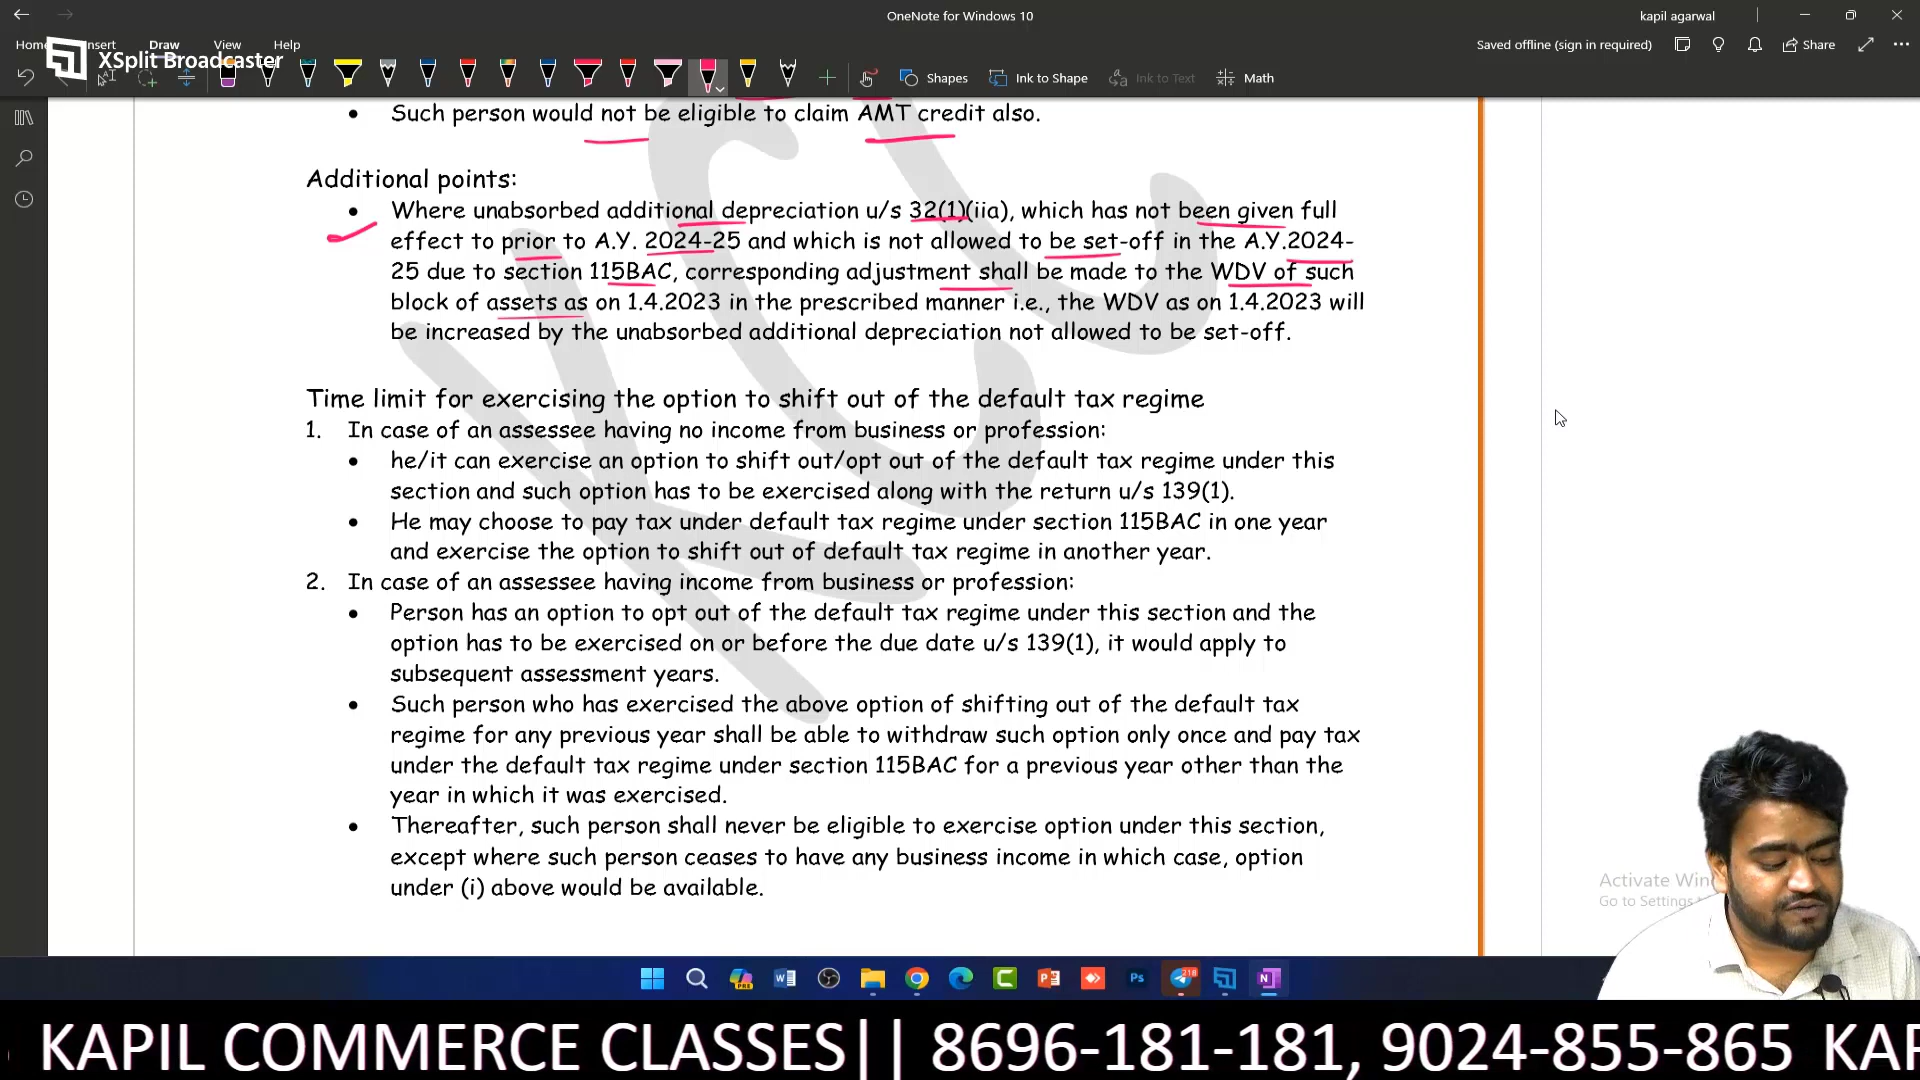 OneNote for Windows 10
kapil agarwal
Home Insert Draw View Help
XSplit Broadcaster
Saved offline (sign in required)
Share
Shapes
Ink to Shape
Ink to Text
Math
Such person would not be eligible to claim AMT credit also.
Additional points:
Where unabsorbed additional depreciation u/s 32(1)(iia), which has not been given full
effect to prior to A.Y. 2024-25 and which is not allowed to be set-off in the A.Y.2024-
25 due to section 115BAC, corresponding adjustment shall be made to the WDV of such
block of assets as on 1.4.2023 in the prescribed manner i.e., the WDV as on 1.4.2023 will
be increased by the unabsorbed additional depreciation not allowed to be set-off.
Time limit for exercising the option to shift out of the default tax regime
1. In case of an assessee having no income from business or profession:
he/it can exercise an option to shift out/opt out of the default tax regime under this
section and such option has to be exercised along with the return u/s 139(1).
He may choose to pay tax under default tax regime under section 115BAC in one year
and exercise the option to shift out of default tax regime in another year.
2. In case of an assessee having income from business or profession:
Person has an option to opt out of the default tax regime under this section and the
option has to be exercised on or before the due date u/s 139(1), it would apply to
subsequent assessment years.
Such person who has exercised the above option of shifting out of the default tax
regime for any previous year shall be able to withdraw such option only once and pay tax
under the default tax regime under section 115BAC for a previous year other than the
year in which it was exercised.
Thereafter, such person shall never be eligible to exercise option under this section,
except where such person ceases to have any business income in which case, option
under (i) above would be available.
Activate Win
Go to Settings
KAPIL COMMERCE CLASSES|| 8696-181-181, 9024-855-865 KAP